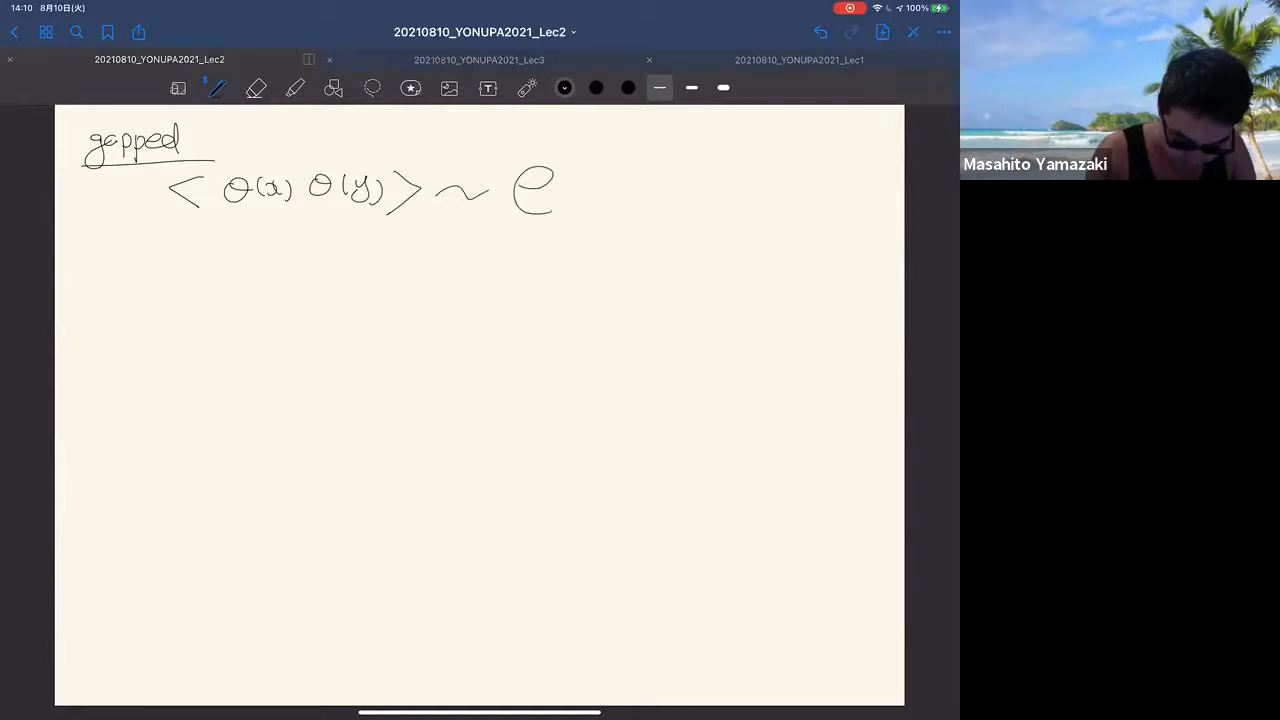 14:10 8月10日(火)
100%
20210810_YONUPA2021_Lec2
20210810_YONUPA2021_Lec2
20210810_YONUPA2021_Lec3
20210810_YONUPA2021_Lec1
gapped
< O(x) O(y) > ~ e
Masahito Yamazaki